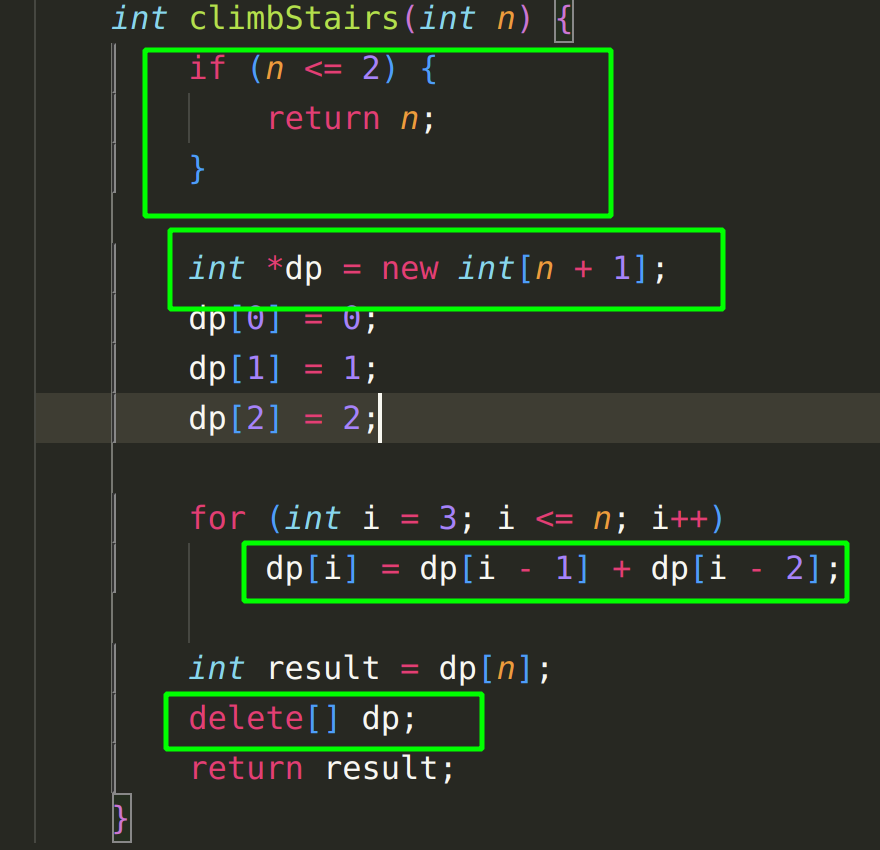 int climbStairs(int n) {
if (n <= 2) {
return n;
}
int *dp = new int[n + 1];
dp[0] = 0;
dp[1] = 1;
dp[2] = 2;
for (int i = 3; i <= n; i++)
dp[i] = dp[i - 1] + dp[i - 2];
int result = dp[n];
delete[] dp;
return result;
}